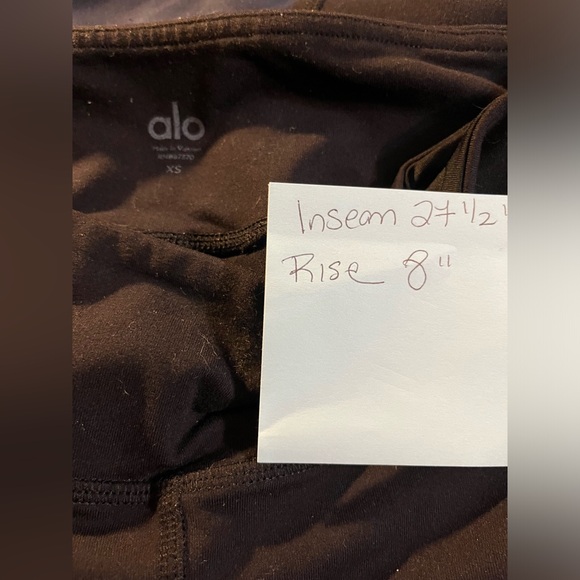 alo
XS
Inseam 27 1/2"
Rise 8"